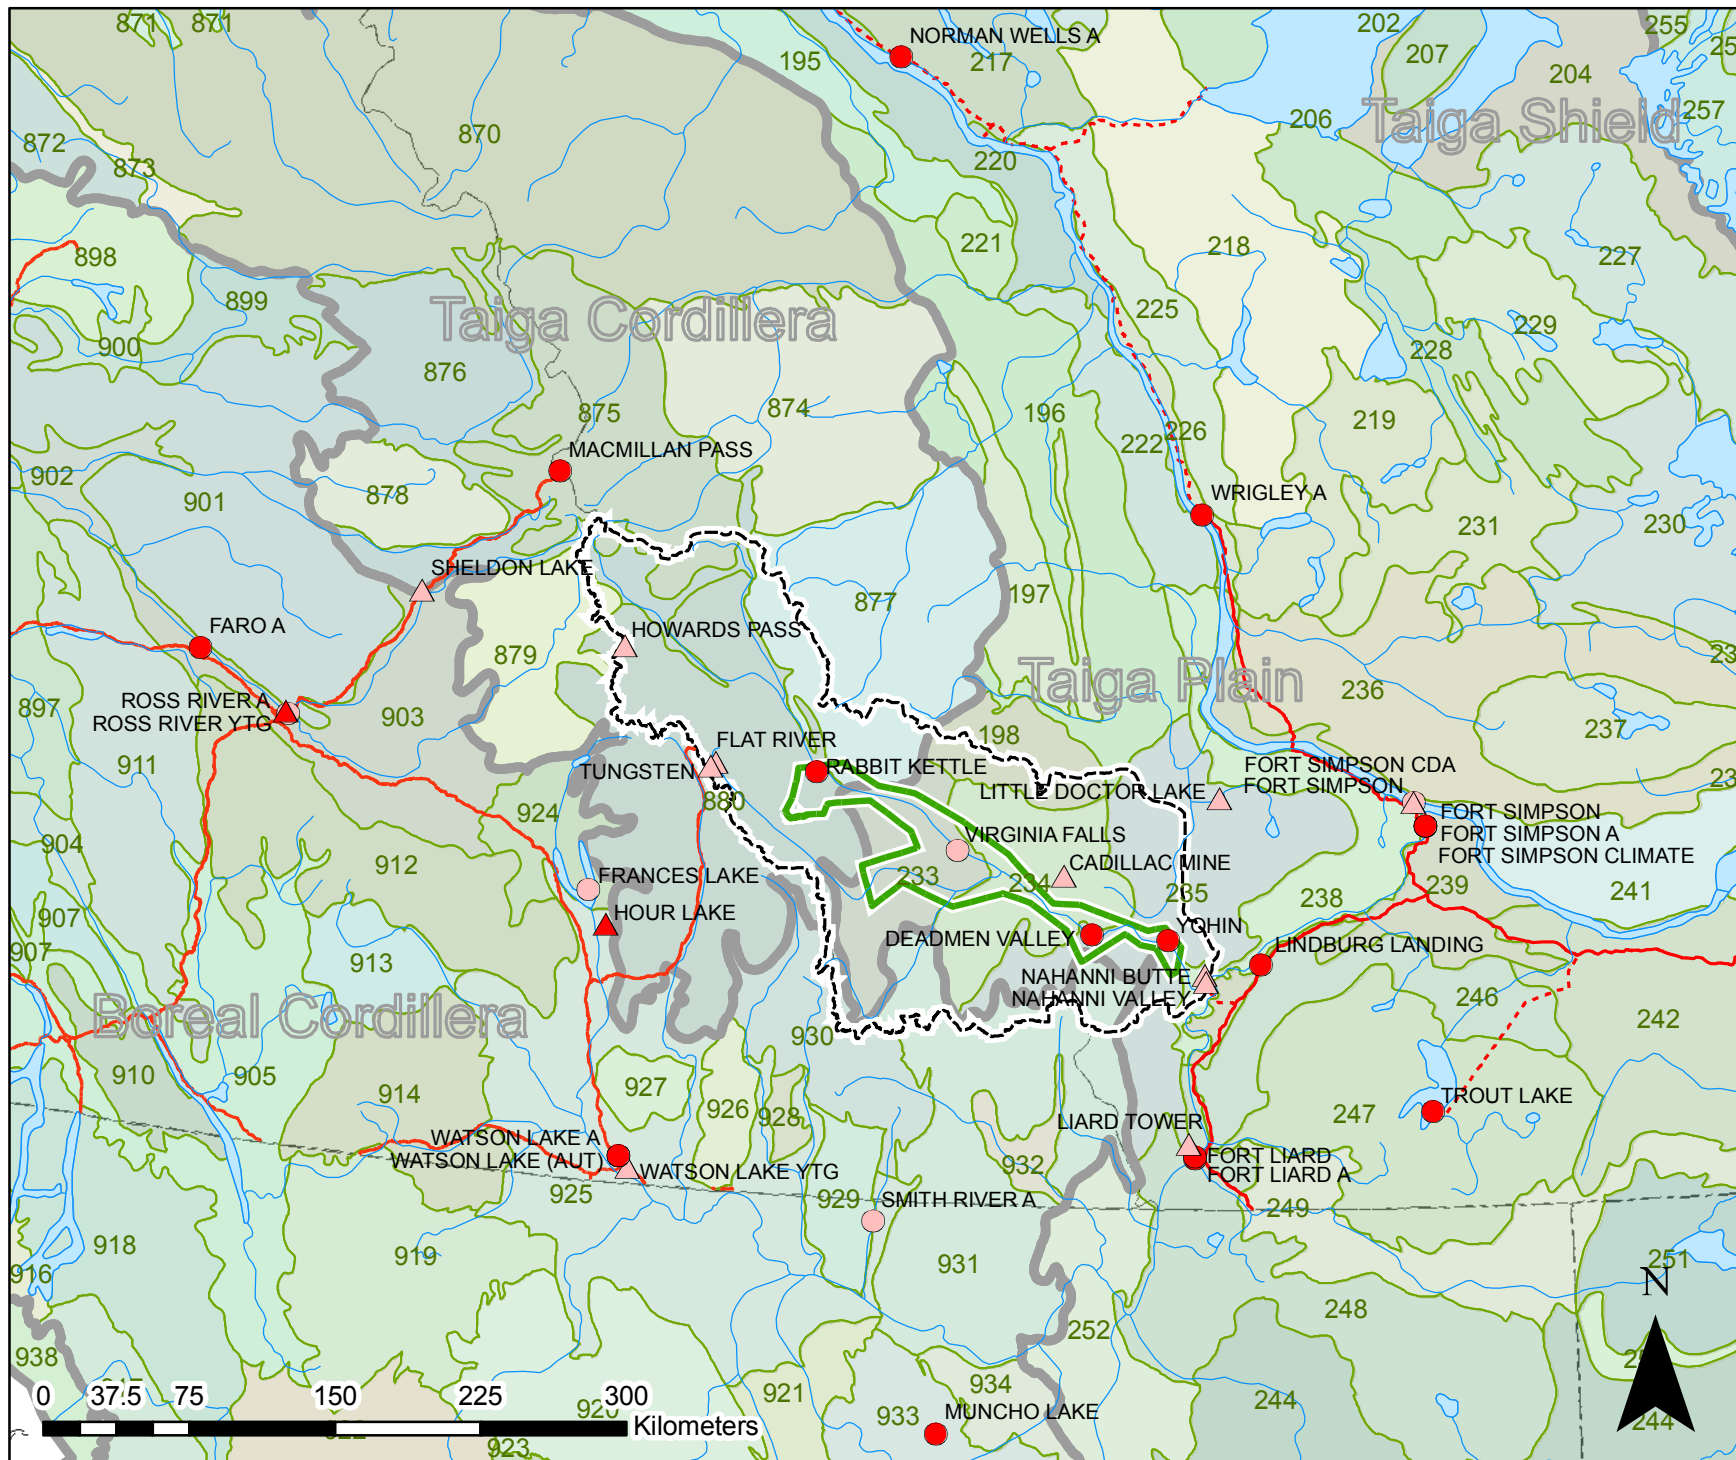 871
871
NORMAN WELLS A
217
202
255
195
207
204
257
206
Taiga Shield
872
870
220
873
221
218
227
898
899
225
Taiga Cordillera
229
900
228
876
874
875
196
219
226
222
MACMILLAN PASS
902
901
878
WRIGLEY A
231
230
SHELDON LAKE
877
197
FARO A
HOWARDS PASS
879
Taiga Plain
236
897
ROSS RIVER A
ROSS RIVER YTG
903
237
198
911
FLAT RIVER
TUNGSTEN
RABBIT KETTLE
FORT SIMPSON CDA
LITTLE DOCTOR LAKE
FORT SIMPSON
880
924
FORT SIMPSON
FORT SIMPSON A
FORT SIMPSON CLIMATE
904
912
VIRGINIA FALLS
CADILLAC MINE
FRANCES LAKE
233
234
235
238
239
241
907
HOUR LAKE
YOHIN
DEADMEN VALLEY
907
913
LINDBURG LANDING
NAHANNI BUTTE
NAHANNI VALLEY
246
Boreal Cordillera
930
242
910
905
914
927
926
928
247
TROUT LAKE
LIARD TOWER
WATSON LAKE A
WATSON LAKE (AUT)
WATSON LAKE YTG
932
FORT LIARD
FORT LIARD A
925
929
SMITH RIVER A
249
918
919
931
251
916
N
248
252
938
934
0
37.5
75
150
225
300
Kilometers
921
933
MUNCHO LAKE
244
244
920
922
923